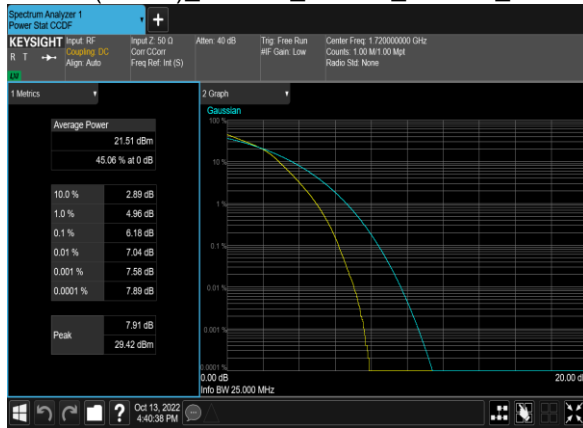 Spectrum Analyzer 1
Power Stat CCDF
+
KEYSIGHT Input: RF Input Z: 50 Ω Atten: 40 dB Trig: Free Run Center Freq: 1.720000000 GHz
R T Coupling: DC Corr CCorr #IF Gain: Low Counts: 1.00 M/1.00 Mpt
Align: Auto Freq Ref: Int (S) Radio Std: None
1 Metrics
Average Power
21.51 dBm
45.06 % at 0 dB
10.0 % 2.89 dB
1.0 % 4.96 dB
0.1 % 6.18 dB
0.01 % 7.04 dB
0.001 % 7.58 dB
0.0001 % 7.89 dB
Peak 7.91 dB
29.42 dBm
2 Graph
Gaussian
100 %
10 %
1 %
0.1 %
0.01 %
0.001 %
0.0001 %
0.00 dB 20.00 d
Info BW 25.000 MHz
? Oct 13, 2022
4:40:38 PM